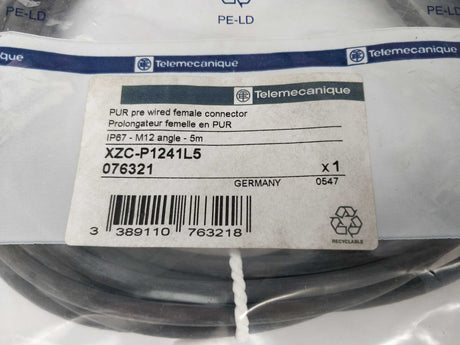 PE-LD
PE-LD
Telemecanique
Telemecanique
Telemecanique
PUR pre wired female connector
Prolongateur femelle en PUR
IP67 - M12 angle - 5m
XZC-P1241L5
076321
x 1
GERMANY
0547
3 389110 763218
RECYCLABLE